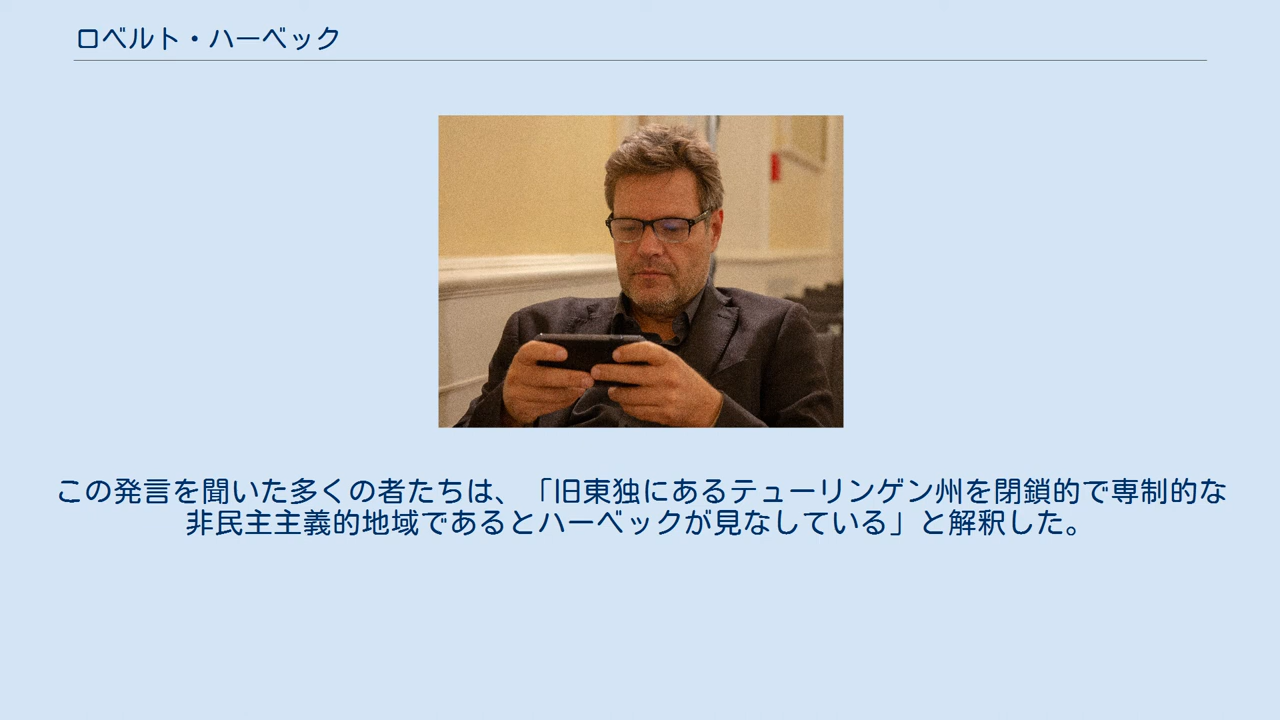 ロベルト・ハーベック
この発言を聞いた多くの者たちは、「旧東独にあるテューリンゲン州を閉鎖的で専制的な
非民主主義的地域であるとハーベックが見なしている」と解釈した。